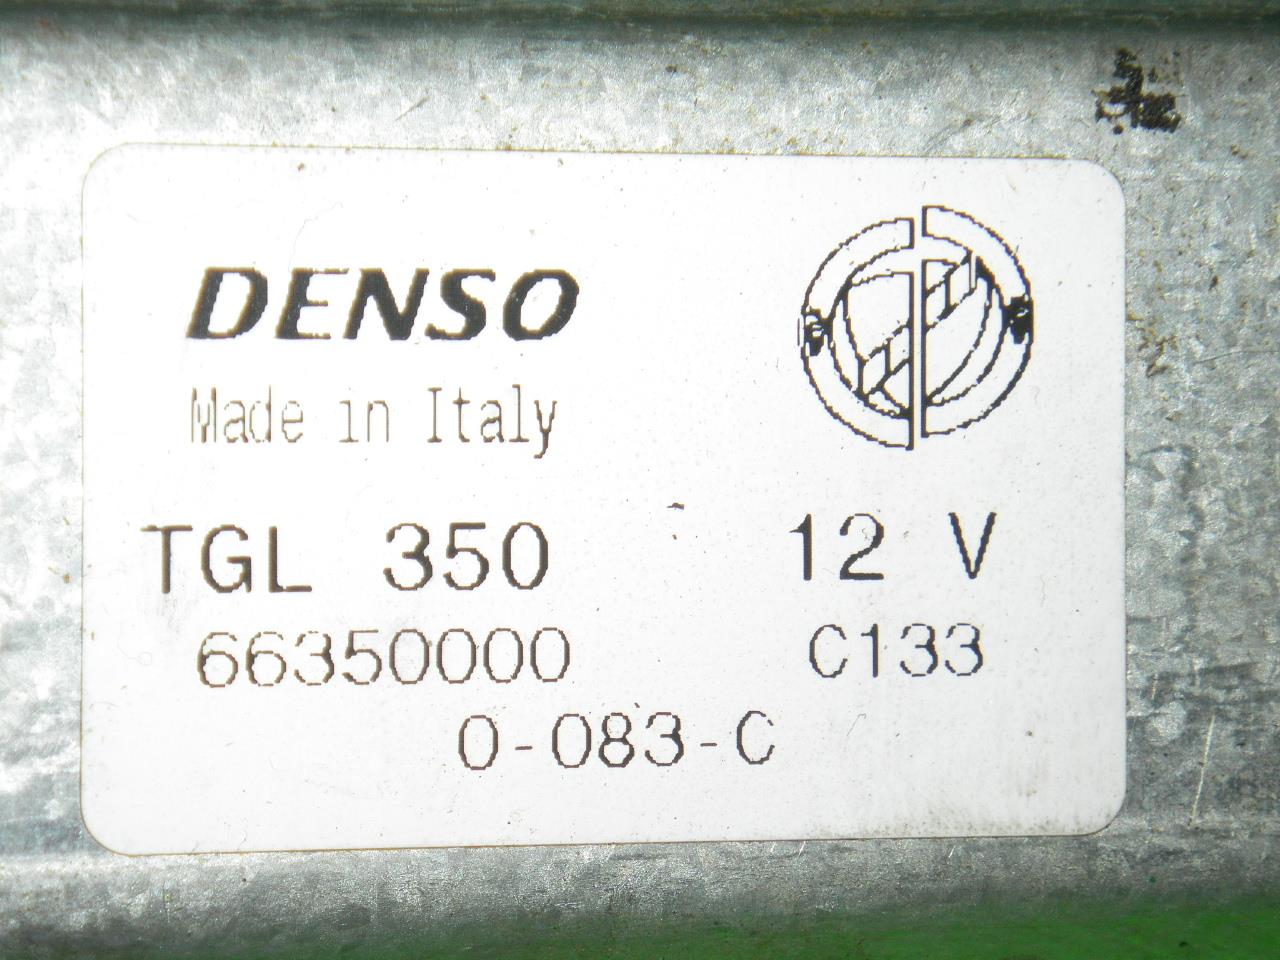 DENSO
Made in Italy
TGL 350 12 V
66350000 C133
0-083-C